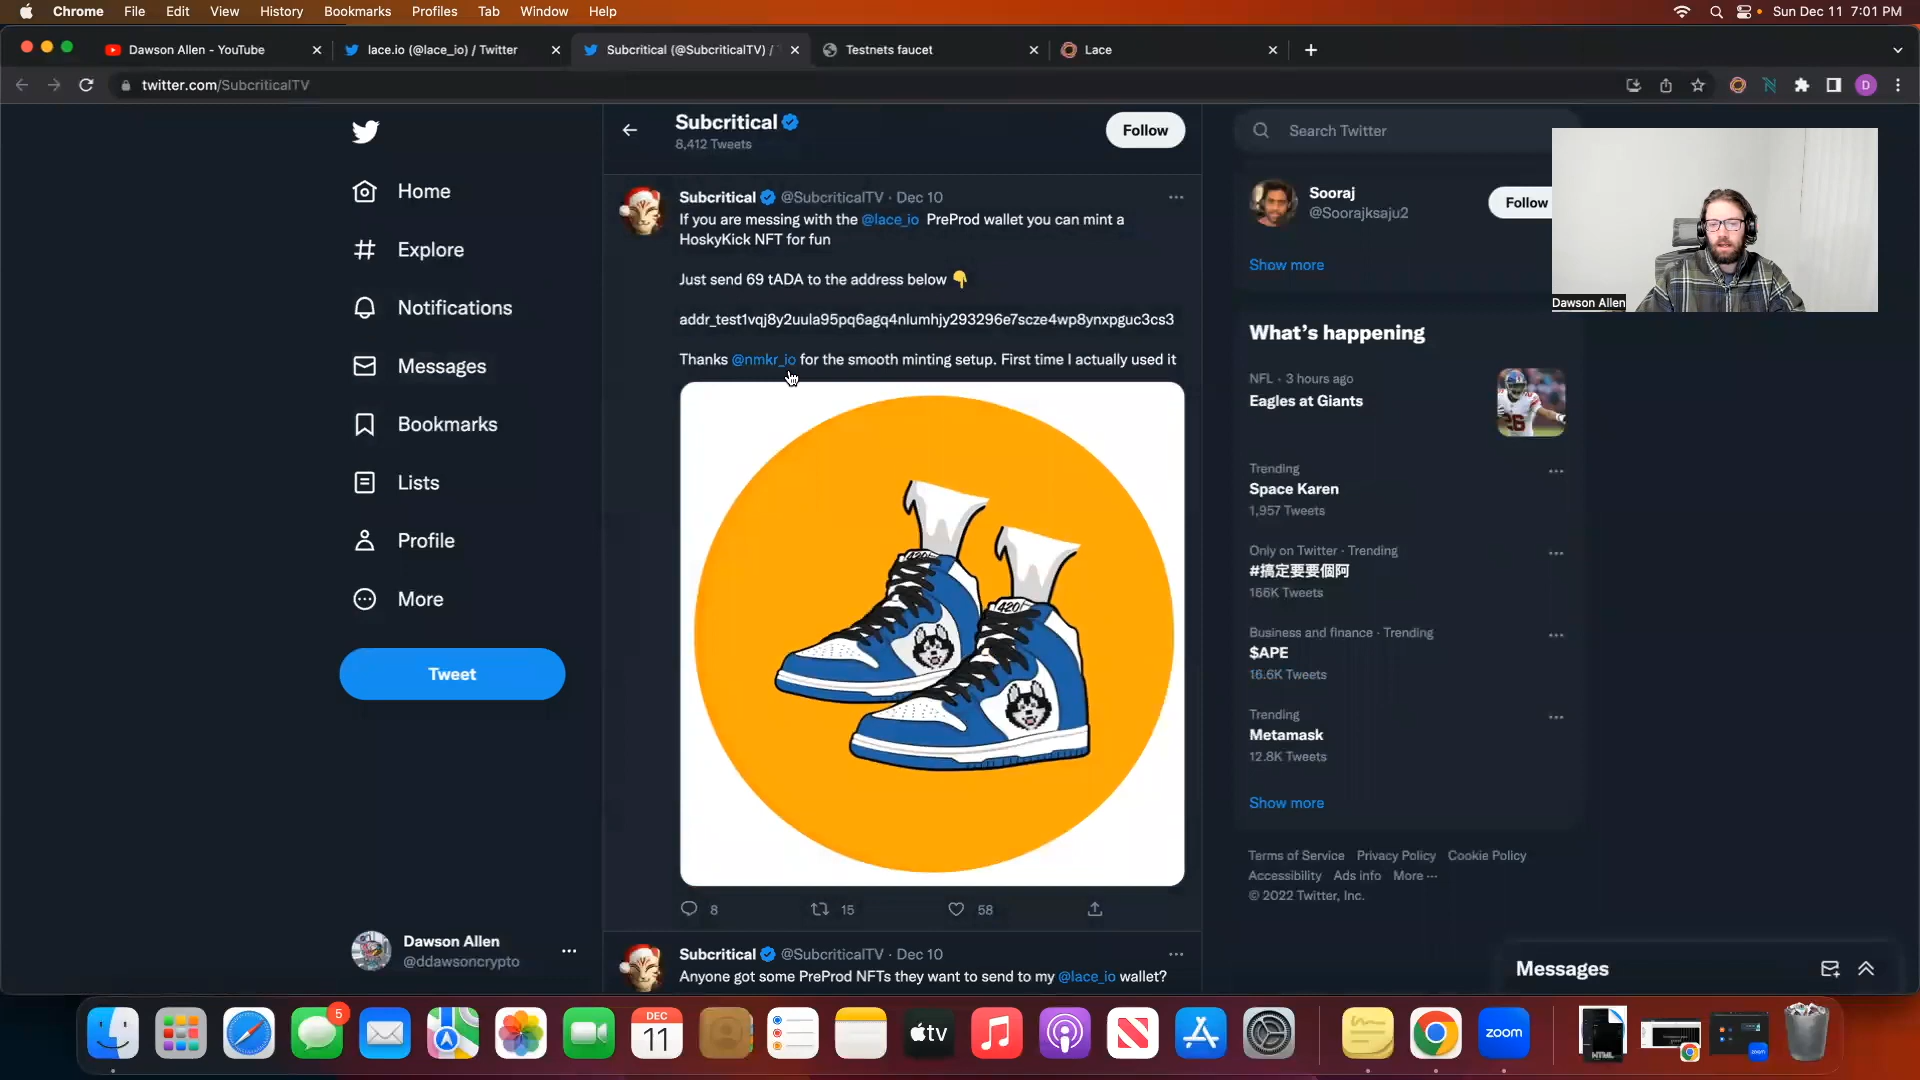 Chrome File Edit View History Bookmarks Profiles Tab Window Help
Sun Dec 11 7:01 PM
Dawson Allen - YouTube
lace.io (@lace_io) / Twitter
Subcritical (@SubcriticalTV) /
Testnets faucet
Lace
twitter.com/SubcriticalTV
D
Home
Explore
Notifications
Messages
Bookmarks
Lists
Profile
More
Tweet
Dawson Allen
@ddawsoncrypto
Subcritical
8,412 Tweets
Follow
Subcritical @SubcriticalTV · Dec 10
If you are messing with the @lace_io PreProd wallet you can mint a
HoskyKick NFT for fun
Just send 69 tADA to the address below 👇
addr_test1vqj8y2uula95pq6agq4nlumhjy293296e7scze4wp8ynxpguc3cs3
Thanks @nmkr_io for the smooth minting setup. First time I actually used it
420
420
8
15
58
Subcritical @SubcriticalTV · Dec 10
Anyone got some PreProd NFTs they want to send to my @lace_io wallet?
Search Twitter
Sooraj
@Soorajksaju2
Follow
Show more
Dawson Allen
What's happening
NFL · 3 hours ago
Eagles at Giants
26
Trending
Space Karen
1,957 Tweets
Only on Twitter · Trending
#搞定要要個阿
166K Tweets
Business and finance · Trending
$APE
16.6K Tweets
Trending
Metamask
12.8K Tweets
Show more
Terms of Service Privacy Policy Cookie Policy
Accessibility Ads info More ···
© 2022 Twitter, Inc.
Messages
5
DEC
11
tv
zoom
HTML
zoom